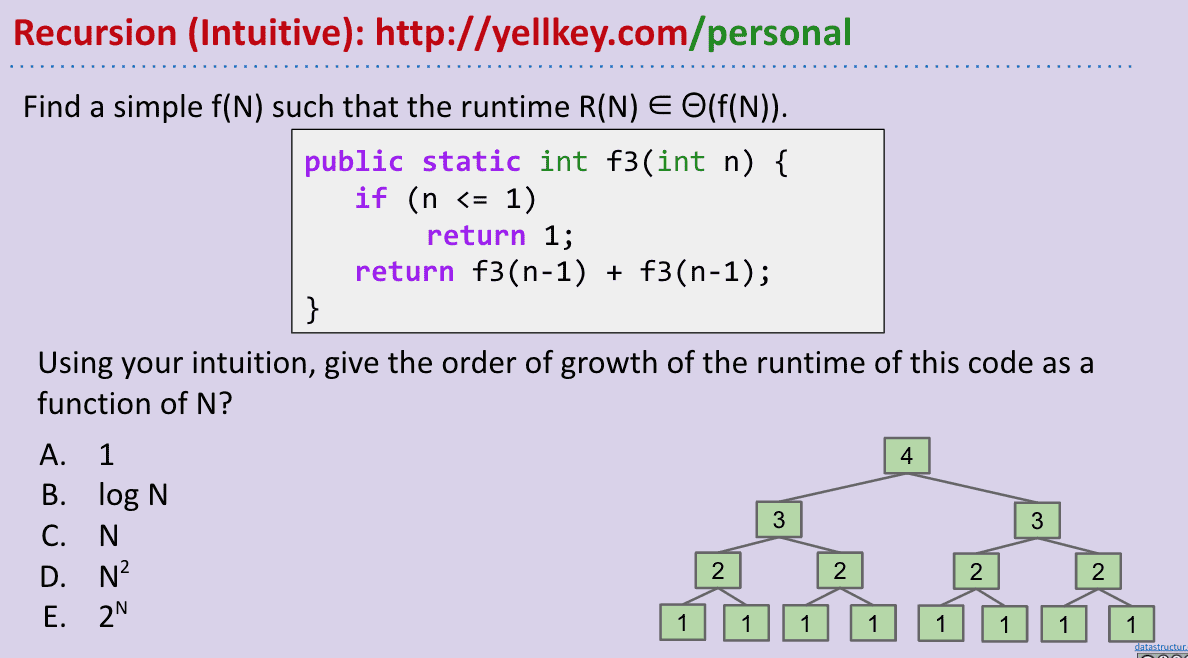 Recursion (Intuitive): http://yellkey.com/personal
Find a simple f(N) such that the runtime R(N) ∈ Θ(f(N)).
public static int f3(int n) {
if (n <= 1)
return 1;
return f3(n-1) + f3(n-1);
}
Using your intuition, give the order of growth of the runtime of this code as a
function of N?
A. 1
B. log N
C. N
D. N²
E. 2ᴺ
4
3 3
2 2 2 2
1 1 1 1 1 1 1 1
datastructur.